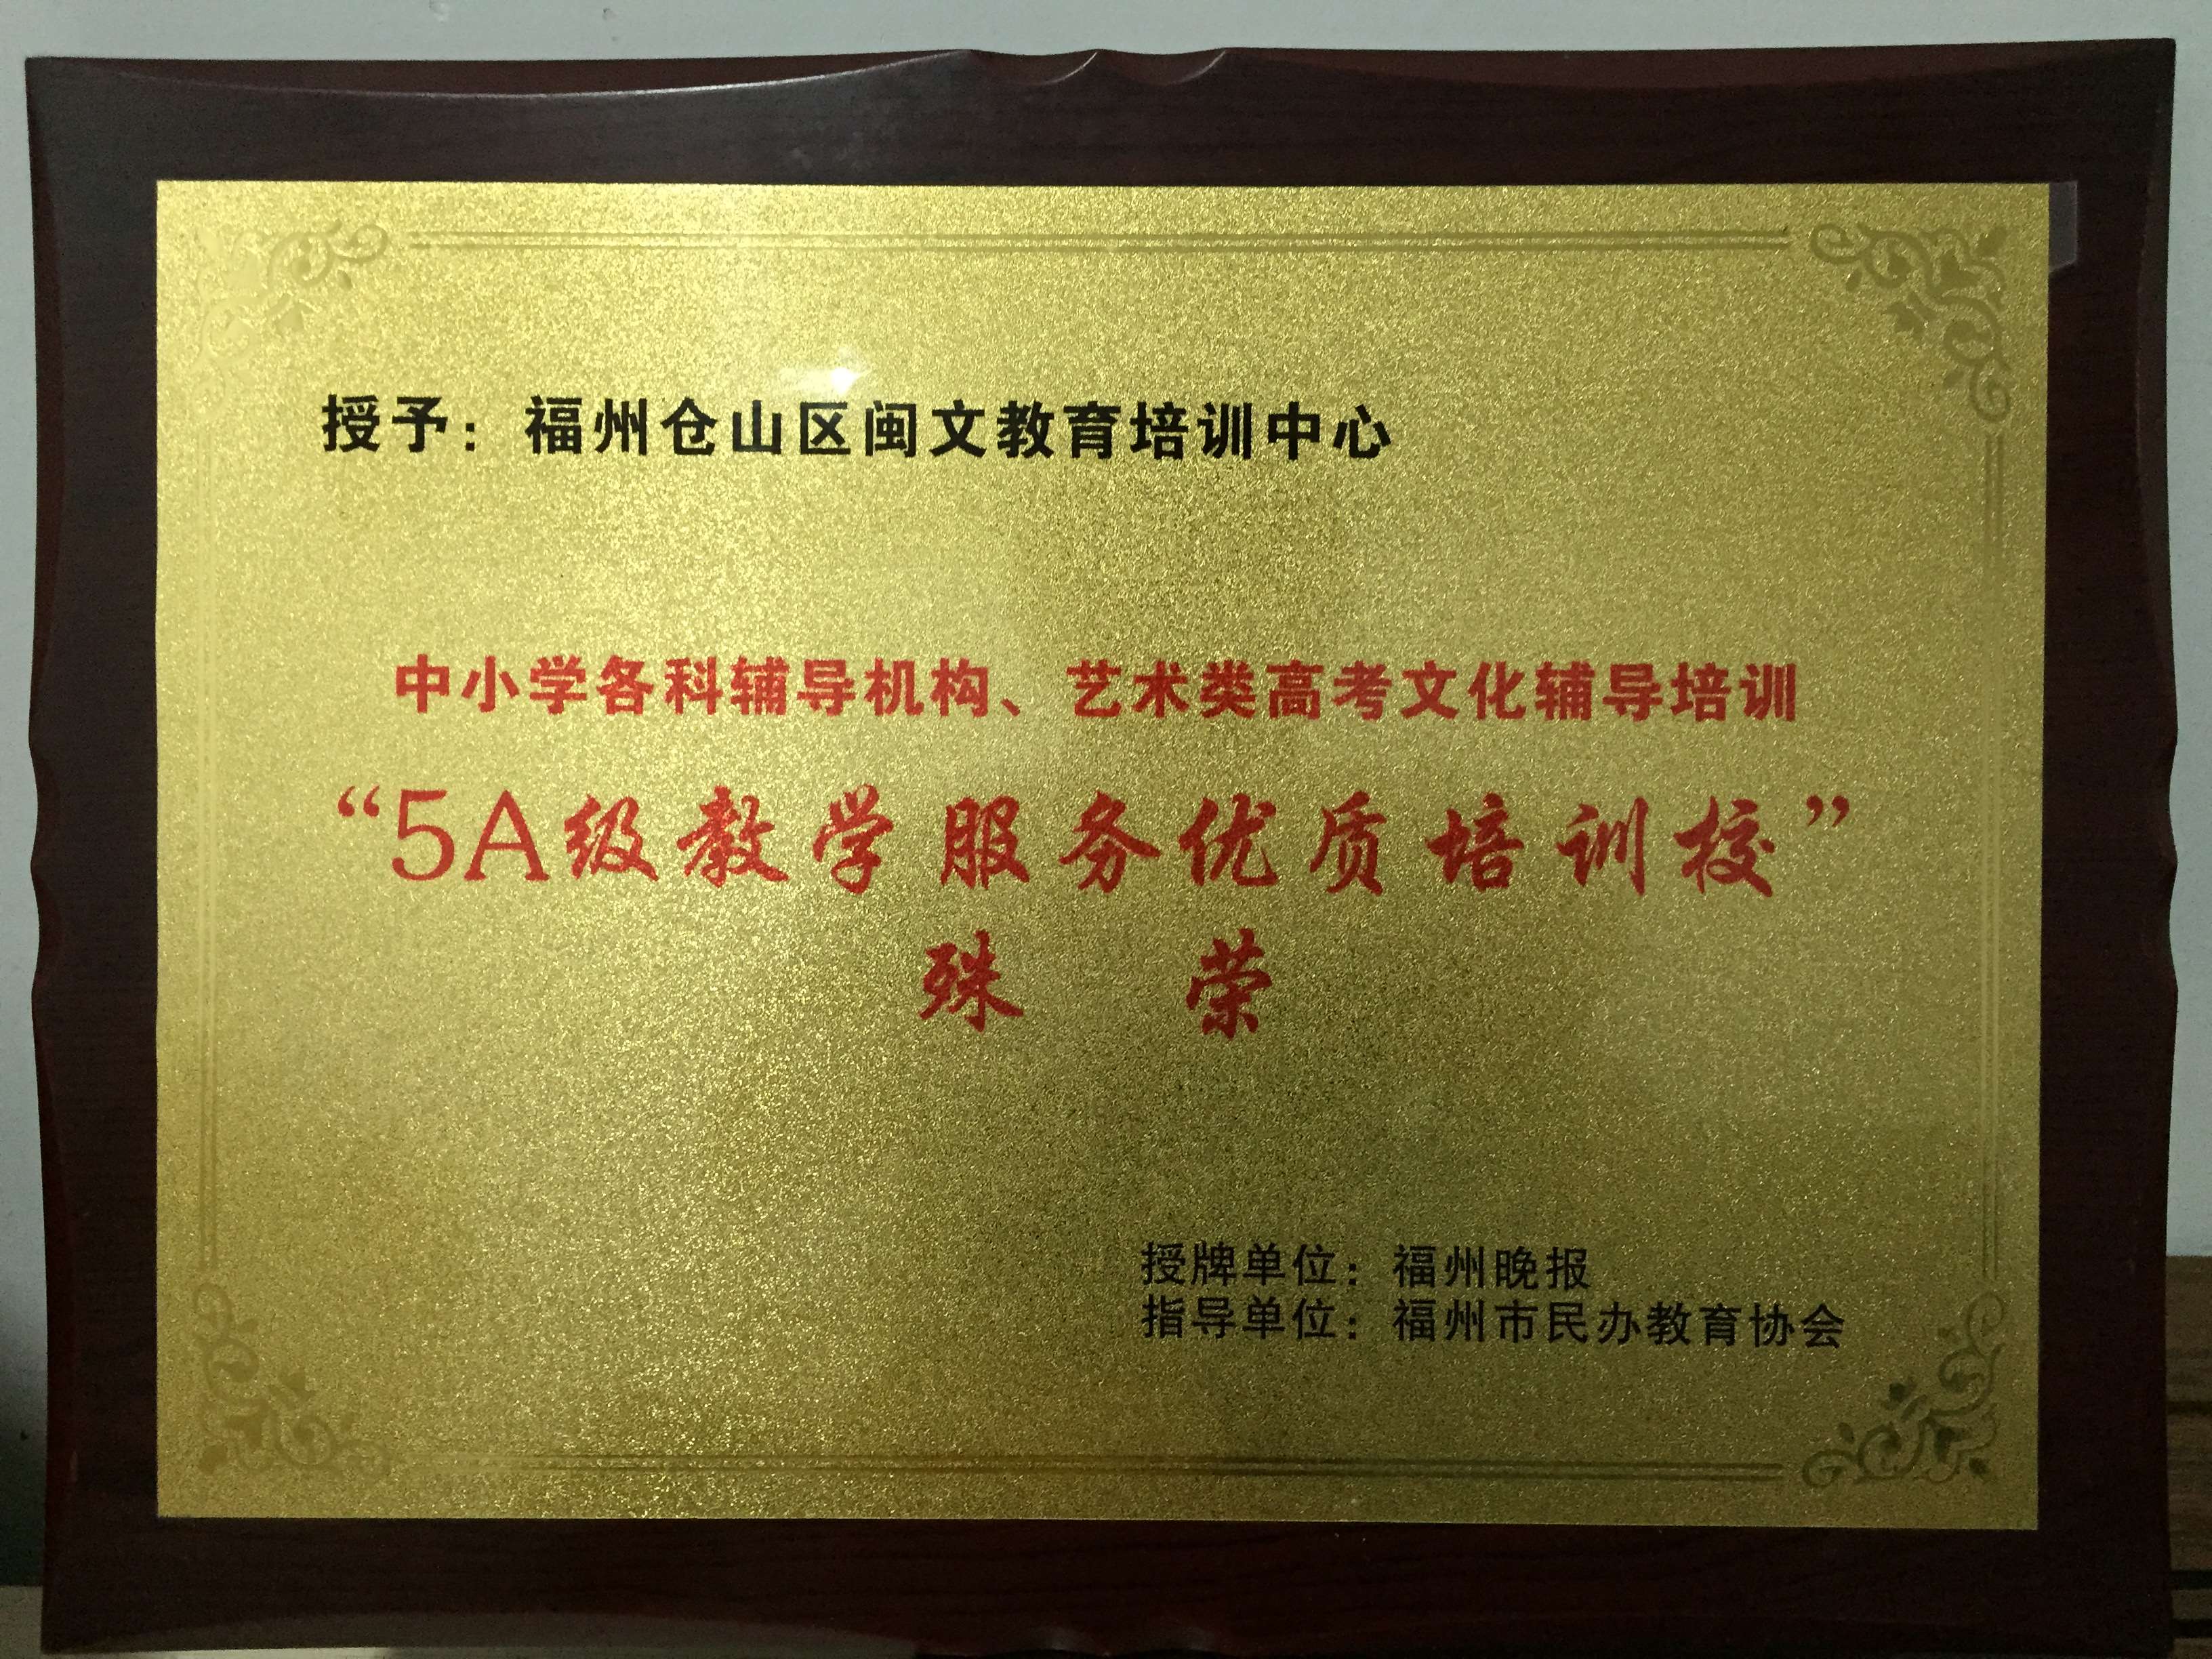 授予：福州仓山区闽文教育培训中心
中小学各科辅导机构、艺术类高考文化辅导培训
“5A级教学服务优质培训校”
殊荣
授牌单位：福州晚报
指导单位：福州市民办教育协会